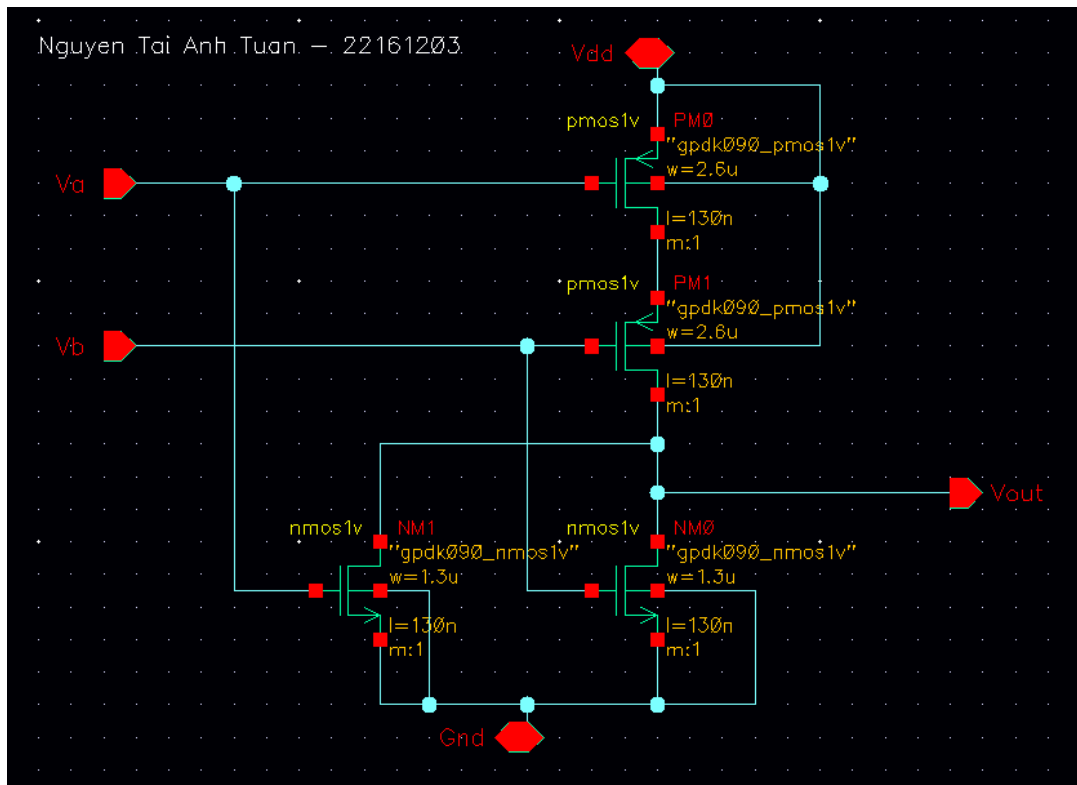 Nguyen Tai Anh Tuan – 22161203
Vdd
pmos1v PM0
"gpdk090_pmos1v"
w=2.6u
Va
l=130n
m:1
pmos1v PM1
"gpdk090_pmos1v"
w=2.6u
Vb
l=130n
m:1
Vout
nmos1v NM1
"gpdk090_nmos1v"
w=1.3u
l=130n
m:1
nmos1v NM0
"gpdk090_nmos1v"
w=1.3u
l=130n
m:1
Gnd